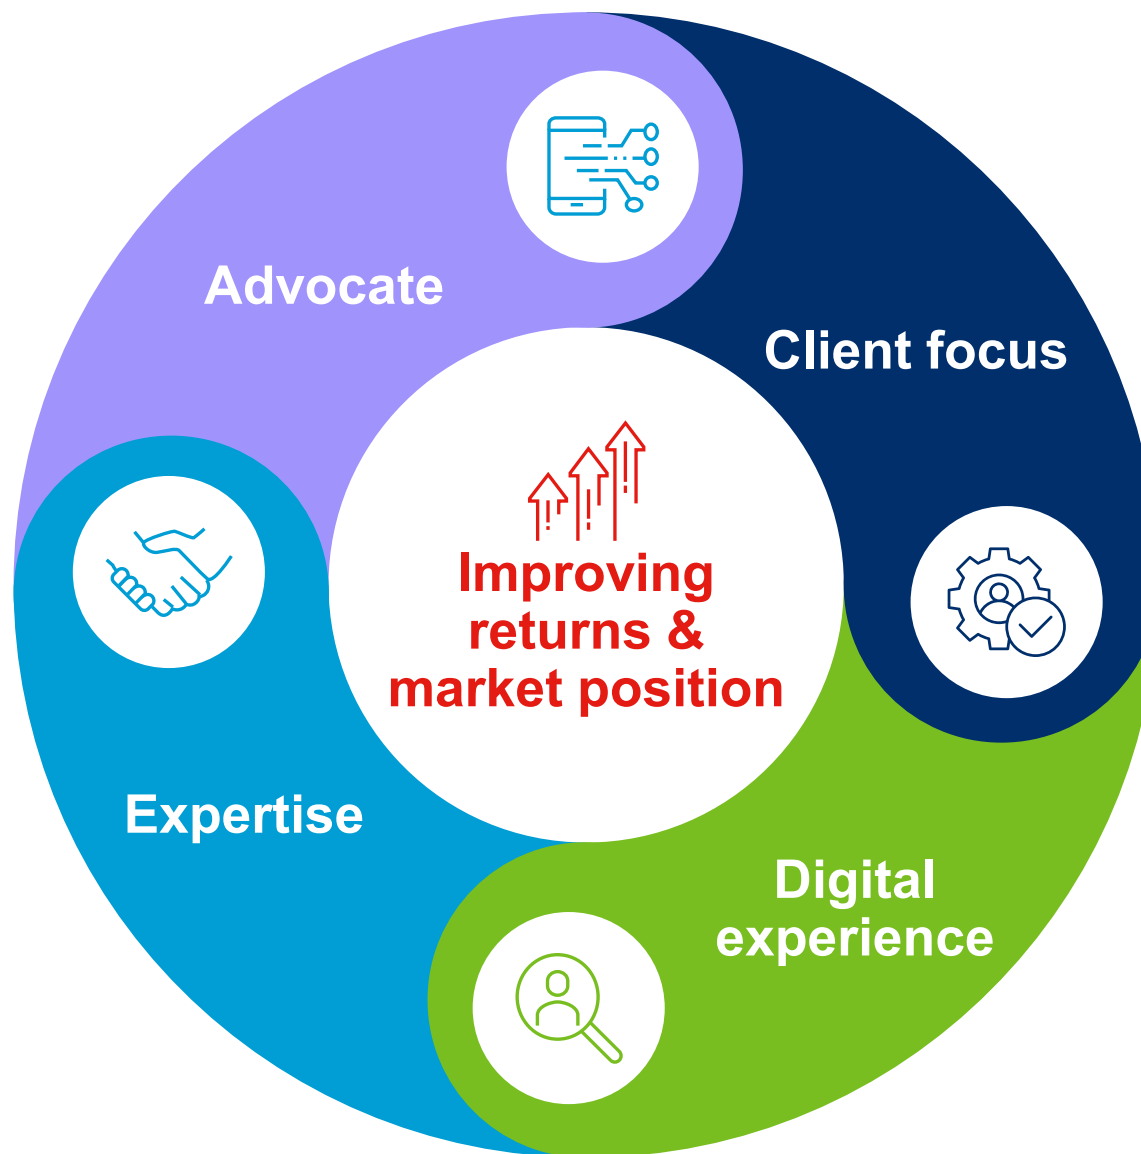 Advocate
Client focus
Improving
returns &
market position
Expertise
Digital
experience